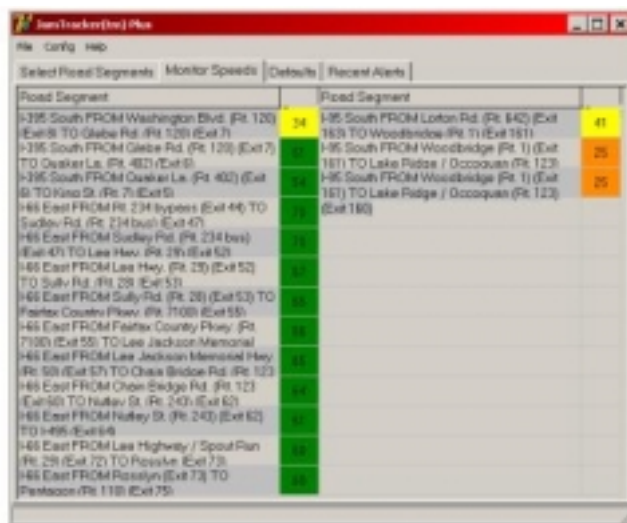 JamTracker(tm) Plus
File Config Help
Select Road Segments Monitor Speeds Defaults Recent Alerts
Road Segment
I-395 South FROM Washington Blvd. (Rt. 120)
(Exit 8) TO Glebe Rd. (Rt. 120) (Exit 7)
34
I-395 South FROM Glebe Rd. (Rt. 120) (Exit 7)
TO Quaker La. (Rt. 402) (Exit 6)
I-395 South FROM Quaker La. (Rt. 402) (Exit
6) TO King St. (Rt. 7) (Exit 5)
54
I-66 East FROM Rt. 234 bypass (Exit 44) TO
Sudley Rd. (Rt. 234 bus) (Exit 47)
I-66 East FROM Sudley Rd. (Rt. 234 bus)
(Exit 47) TO Lee Hwy. (Rt. 29) (Exit 52)
I-66 East FROM Lee Hwy. (Rt. 29) (Exit 52)
TO Sully Rd. (Rt. 28) (Exit 53)
I-66 East FROM Sully Rd. (Rt. 28) (Exit 53) TO
Fairfax Country Pkwy. (Rt. 7100) (Exit 55)
I-66 East FROM Fairfax Country Pkwy. (Rt.
7100) (Exit 55) TO Lee Jackson Memorial
I-66 East FROM Lee Jackson Memorial Hwy
(Rt. 50) (Exit 57) TO Chain Bridge Rd. (Rt. 123
I-66 East FROM Chain Bridge Rd. (Rt. 123
(Exit 60) TO Nutley St. (Rt. 243) (Exit 62)
64
I-66 East FROM Nutley St. (Rt. 243) (Exit 62)
TO I-495 (Exit 64)
I-66 East FROM Lee Highway / Spout Run
(Rt. 29) (Exit 72) TO Rosslyn (Exit 73)
I-66 East FROM Rosslyn (Exit 73) TO
Pentagon (Rt. 110) (Exit 75)
Road Segment
I-95 South FROM Lorton Rd. (Rt. 642) (Exit
163) TO Woodbridge (Rt. 1) (Exit 161)
41
I-95 South FROM Woodbridge (Rt. 1) (Exit
161) TO Lake Ridge / Occoquan (Rt. 123)
25
I-95 South FROM Woodbridge (Rt. 1) (Exit
161) TO Lake Ridge / Occoquan (Rt. 123)
(Exit 160)
25